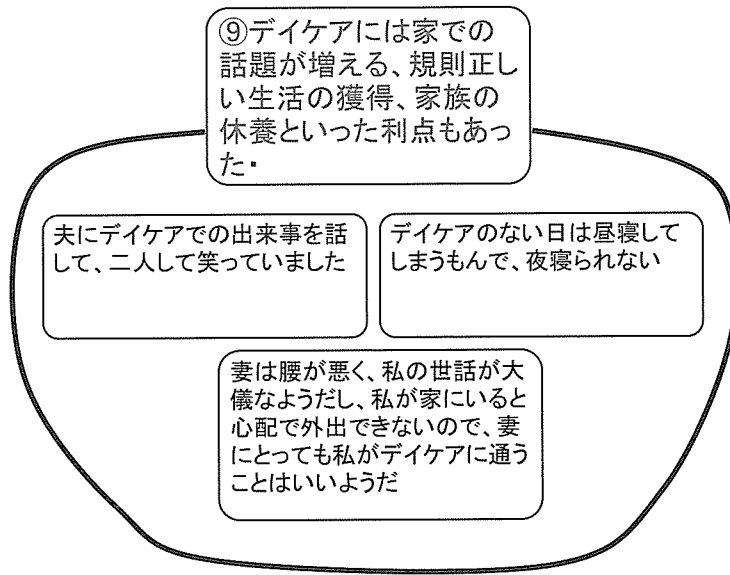 ⑨デイケアには家での
話題が増える、規則正し
い生活の獲得、家族の
休養といった利点もあっ
た・
夫にデイケアでの出来事を話
して、二人して笑っていました
デイケアのない日は昼寝して
しまうもんで、夜寝られない
妻は腰が悪く、私の世話が大
儀なようだし、私が家にいると
心配で外出できないので、妻
にとっても私がデイケアに通う
ことはいいようだ